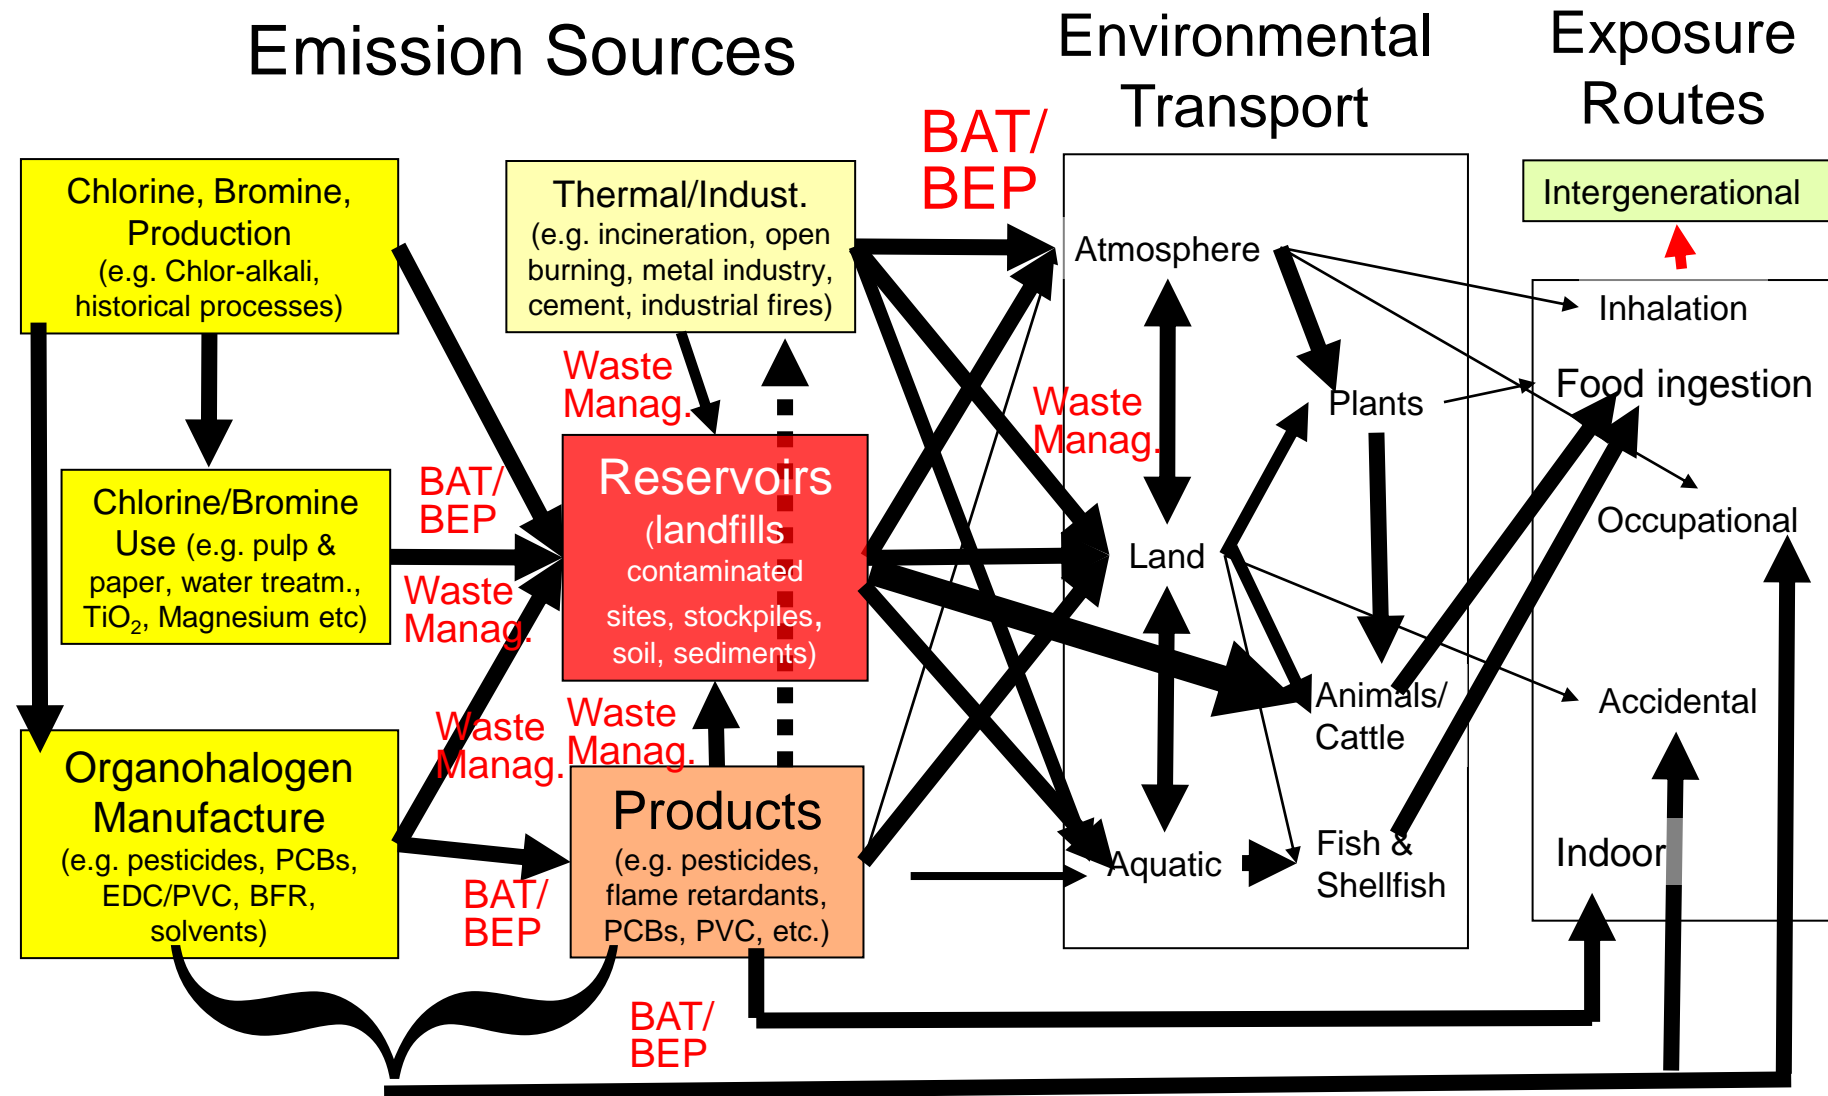 Emission Sources
Environmental
Transport
Exposure
Routes
BAT/
BEP
Chlorine, Bromine,
Production
(e.g. Chlor-alkali,
historical processes)
Thermal/Indust.
(e.g. incineration, open
burning, metal industry,
cement, industrial fires)
Intergenerational
Atmosphere
Inhalation
Waste
Manag.
Waste
Manag.
Plants
Food ingestion
Chlorine/Bromine
Use (e.g. pulp &
paper, water treatm.,
TiO2, Magnesium etc)
BAT/
BEP
Waste
Manag.
Reservoirs
(landfills
contaminated
sites, stockpiles,
soil, sediments)
Land
Occupational
Animals/
Cattle
Accidental
Waste
Manag.
Waste
Manag.
Organohalogen
Manufacture
(e.g. pesticides, PCBs,
EDC/PVC, BFR,
solvents)
BAT/
BEP
Products
(e.g. pesticides,
flame retardants,
PCBs, PVC, etc.)
Aquatic
Fish &
Shellfish
Indoor
BAT/
BEP